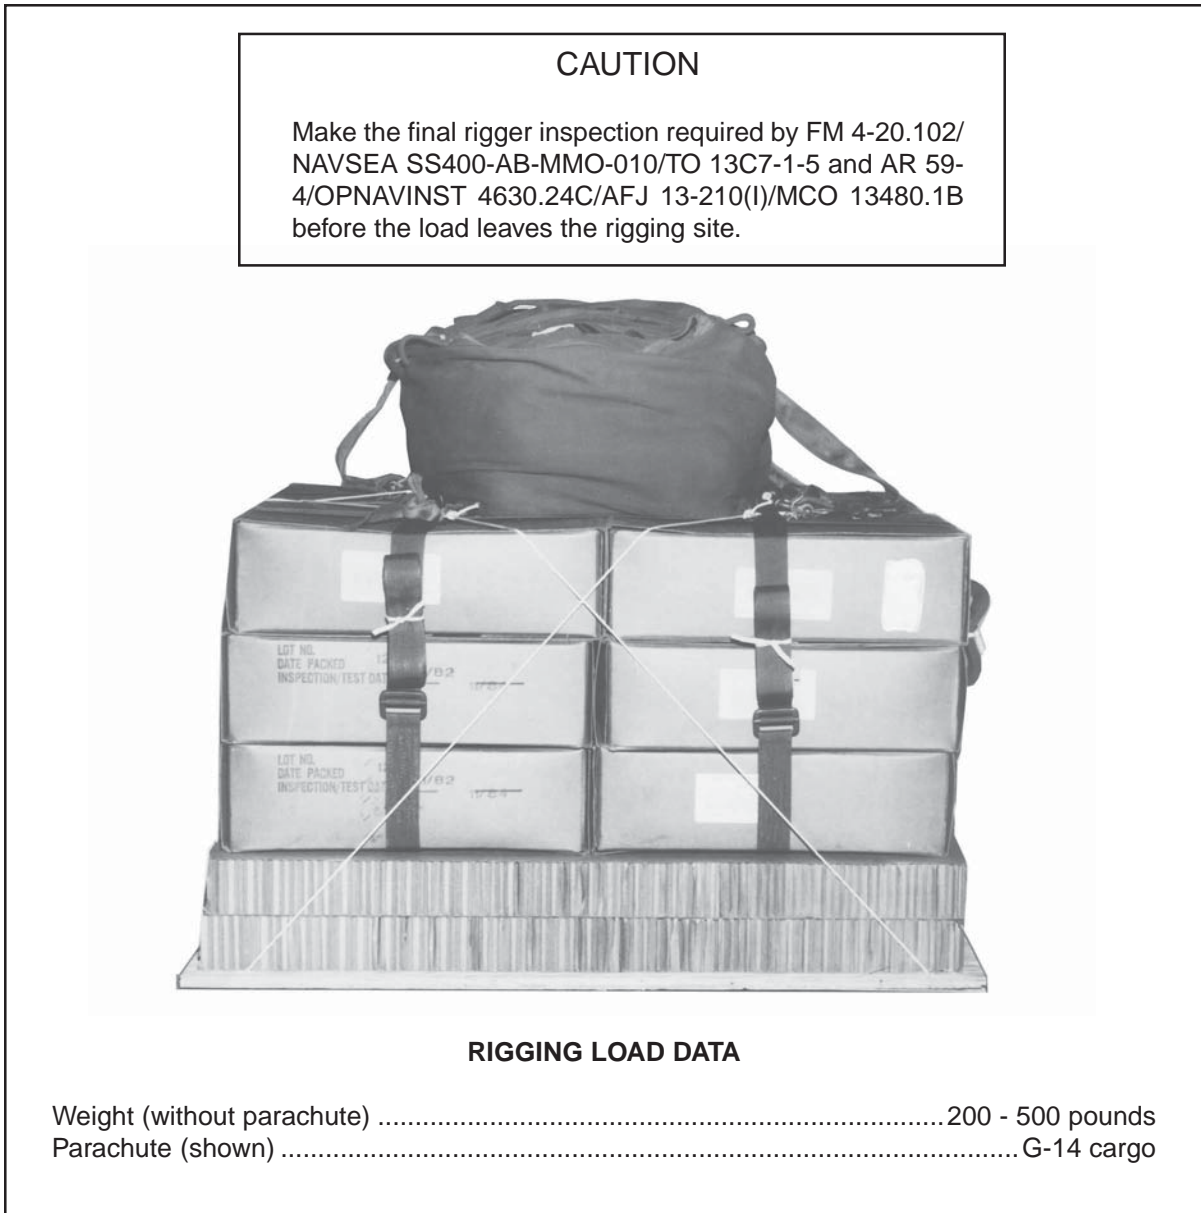 CAUTION
Make the final rigger inspection required by FM 4-20.102/
NAVSEA SS400-AB-MMO-010/TO 13C7-1-5 and AR 59-
4/OPNAVINST 4630.24C/AFJ 13-210(I)/MCO 13480.1B
before the load leaves the rigging site.
LOT NO.
DATE PACKED
INSPECTION/TEST
LOT NO.
DATE PACKED
INSPECTION/TEST
RIGGING LOAD DATA
Weight (without parachute) ............................................................................. 200 - 500 pounds
Parachute (shown) .................................................................................................... G-14 cargo